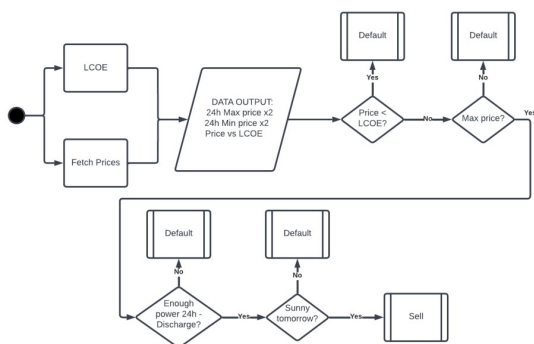 LCOE
Fetch Prices
DATA OUTPUT:
24h Max price x2
24h Min price x2
Price vs LCOE
Default
Yes
Price <
LCOE?
No
Default
No
Max price?
Yes
Default
No
Enough
power 24h -
Discharge?
Yes
Default
No
Sunny
tomorrow?
Yes
Sell